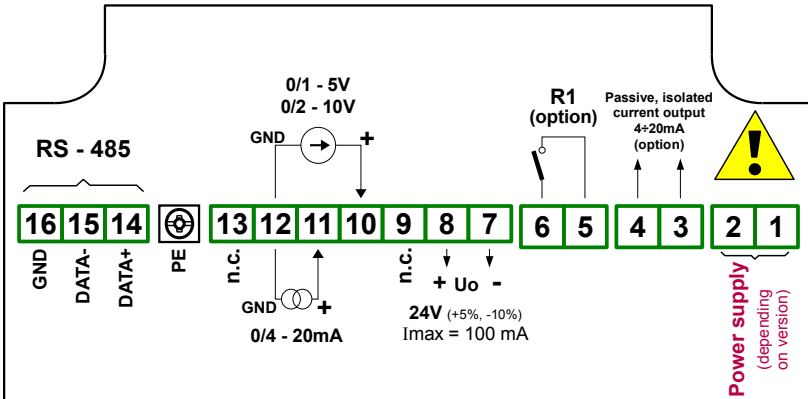 0/1 - 5V
0/2 - 10V
GND
+
R1
(option)
Passive, isolated
current output
4÷20mA
(option)
!
RS - 485
16 15 14
13 12 11 10 9 8 7
6 5
4 3
2 1
GND
DATA-
DATA+
PE
n.c.
GND
+
0/4 - 20mA
n.c.
+ Uo -
24V (+5%, -10%)
Imax = 100 mA
Power supply
(depending
on version)